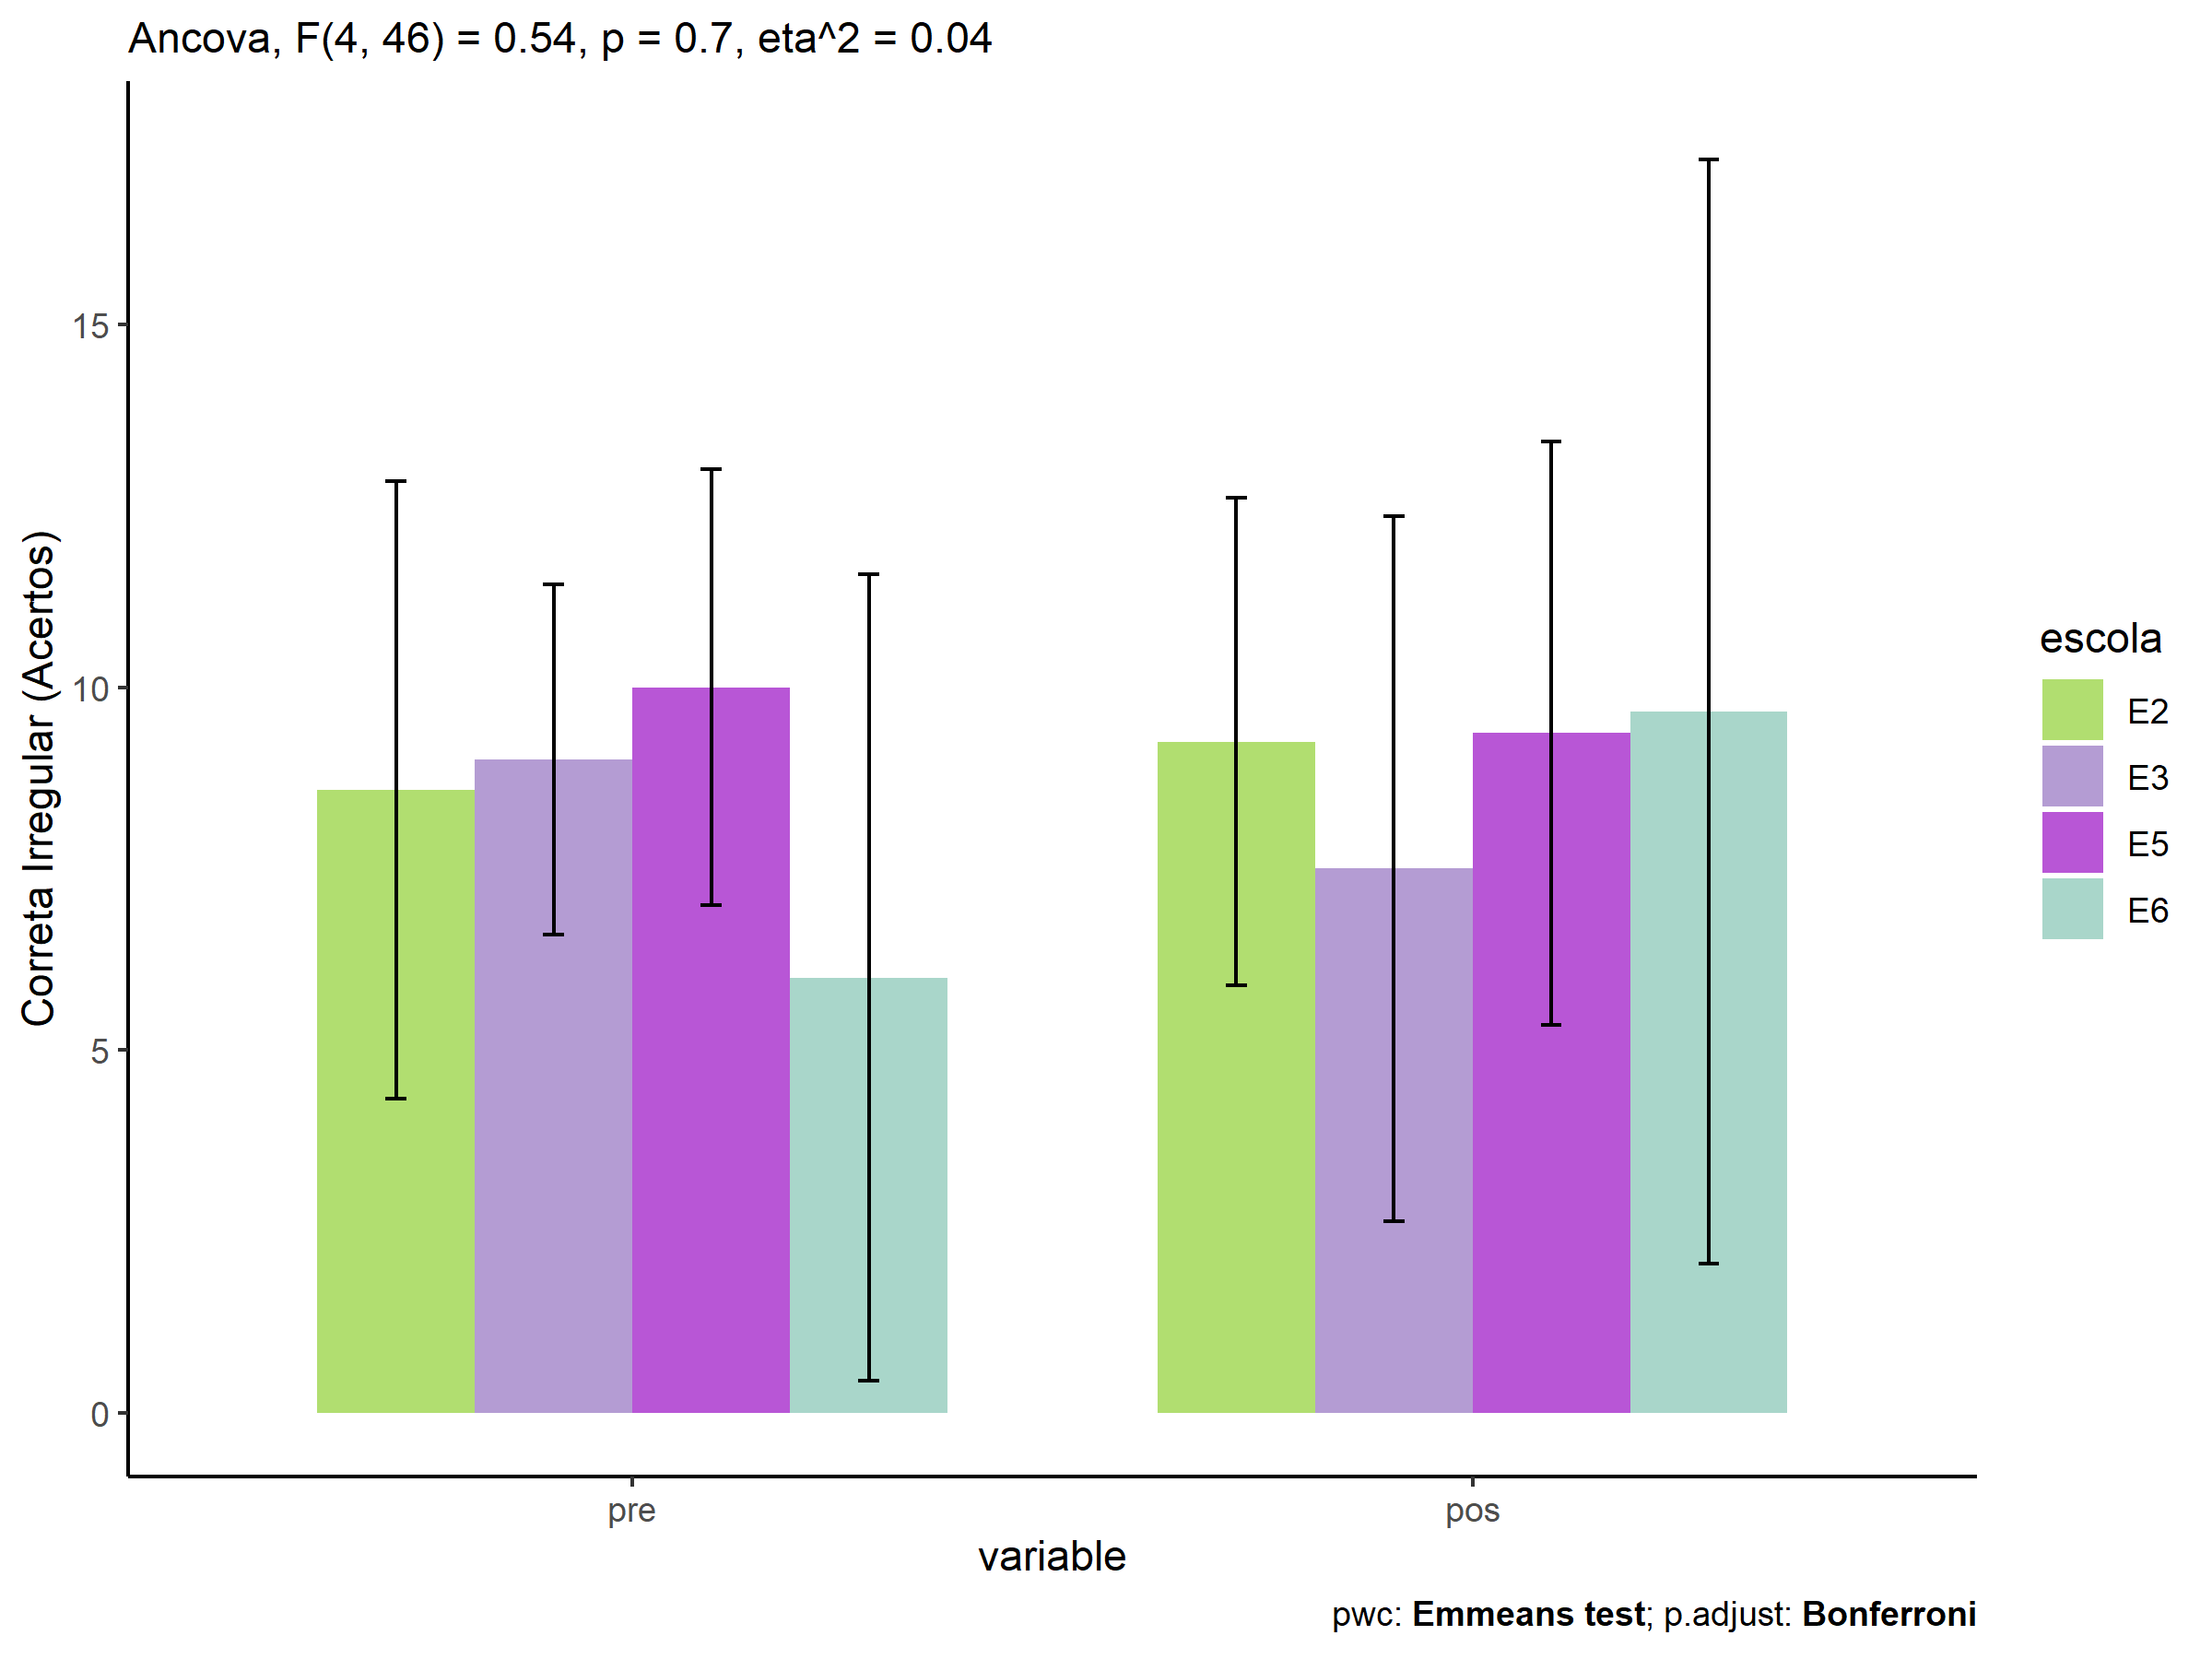 Ancova, F(4, 46) = 0.54, p = 0.7, eta^2 = 0.04
Correta Irregular (Acertos)
15
10
5
0
pre
pos
variable
escola
E2
E3
E5
E6
pwc: Emmeans test; p.adjust: Bonferroni